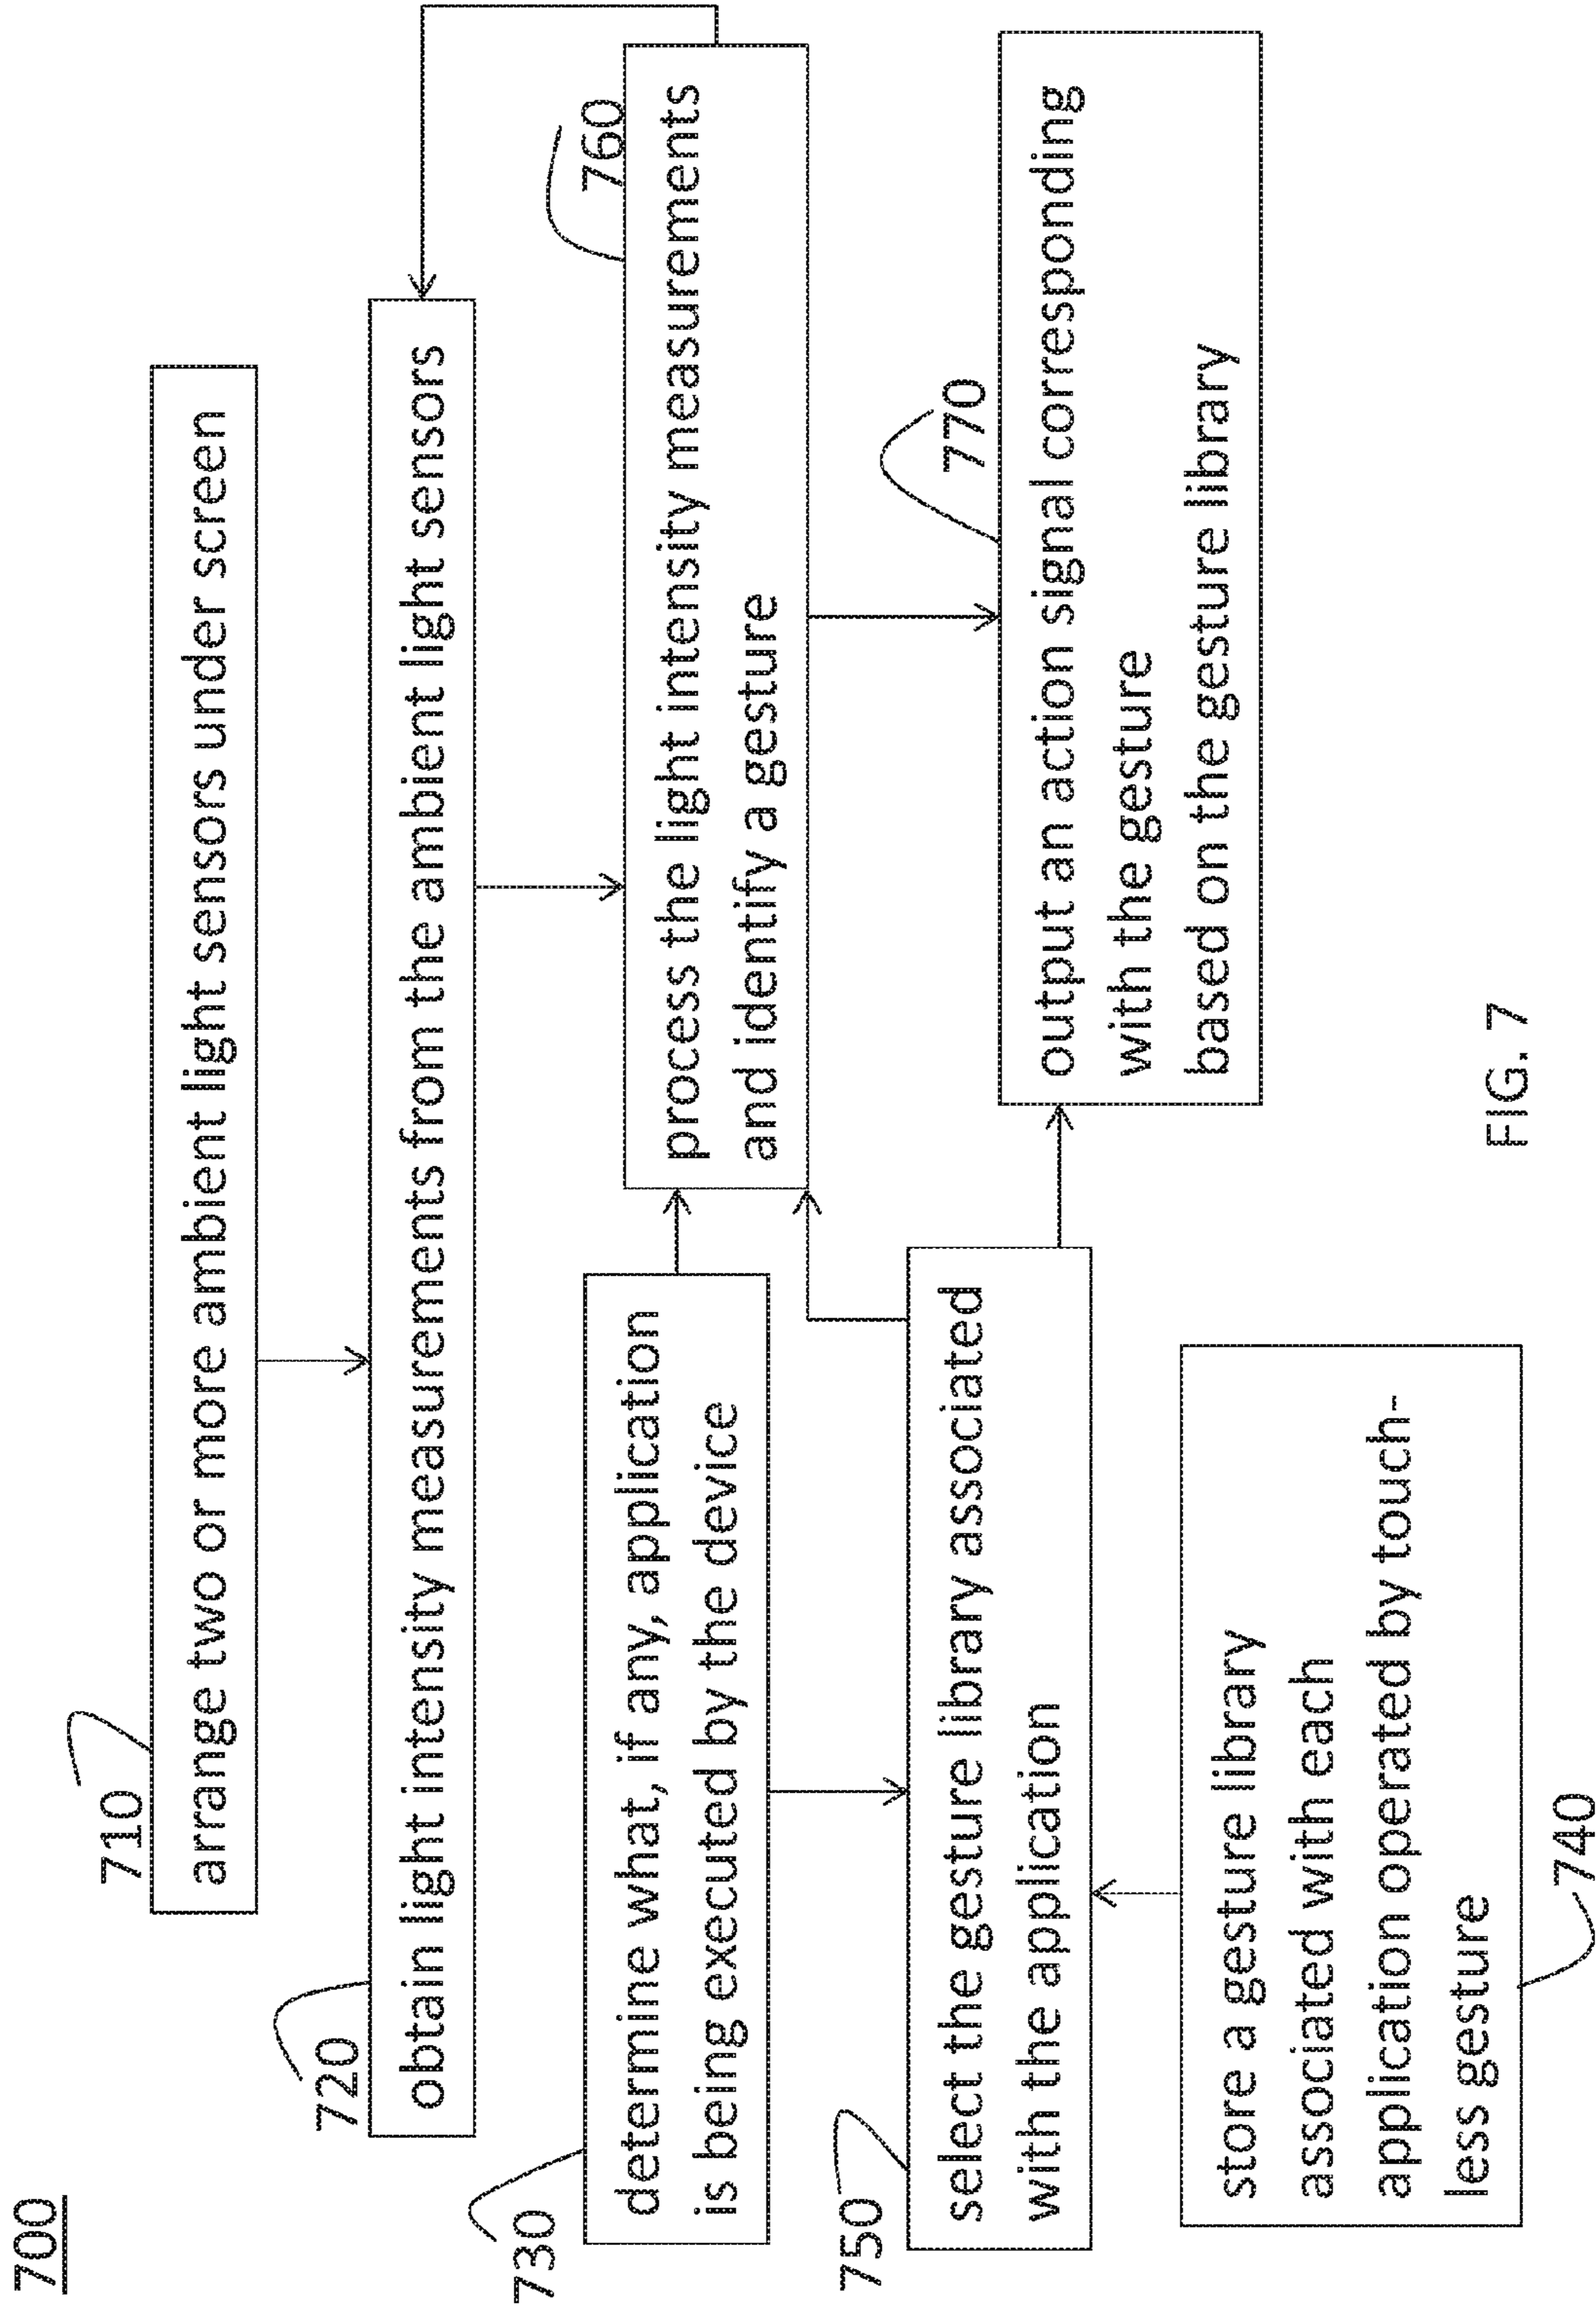 700
710
arrange two or more ambient light sensors under screen
720
obtain light intensity measurements from the ambient light sensors
730
determine what, if any, application
is being executed by the device
760
process the light intensity measurements
and identify a gesture
750
select the gesture library associated
with the application
770
output an action signal corresponding
with the gesture
based on the gesture library
store a gesture library
associated with each
application operated by touch-
less gesture
740
FIG. 7